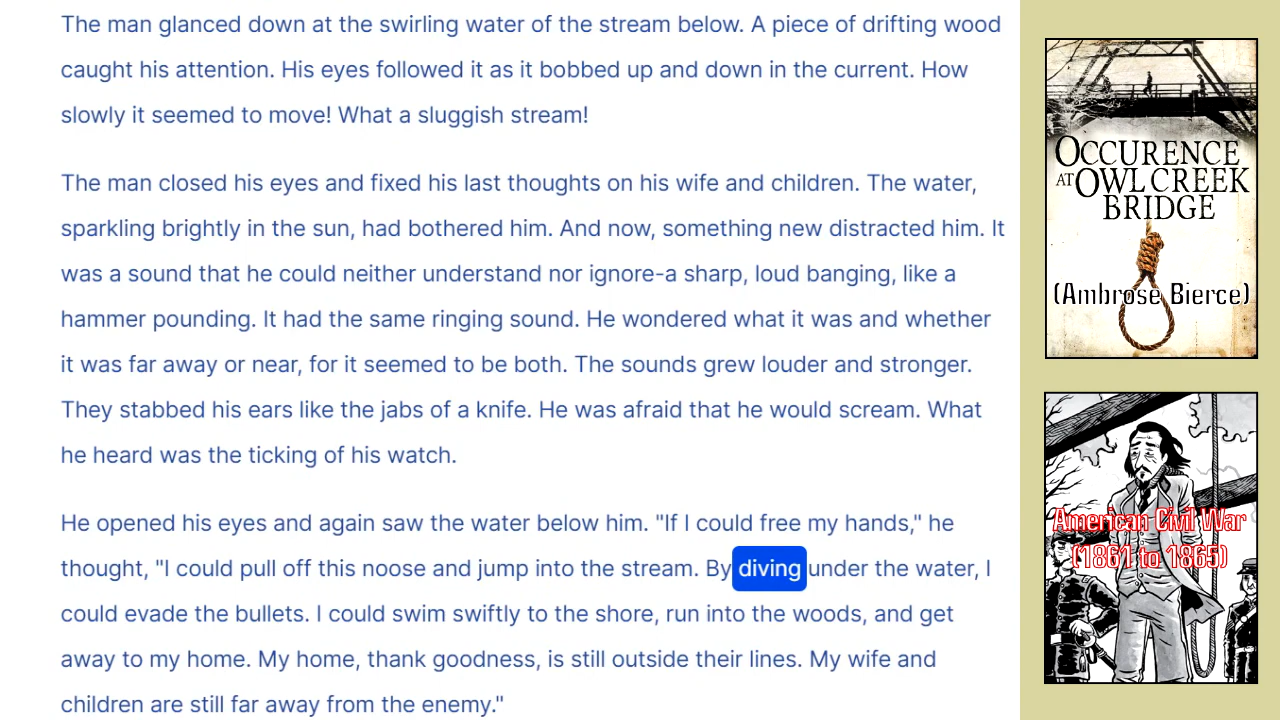 The man glanced down at the swirling water of the stream below. A piece of drifting wood
caught his attention. His eyes followed it as it bobbed up and down in the current. How
slowly it seemed to move! What a sluggish stream!
The man closed his eyes and fixed his last thoughts on his wife and children. The water,
sparkling brightly in the sun, had bothered him. And now, something new distracted him. It
was a sound that he could neither understand nor ignore-a sharp, loud banging, like a
hammer pounding. It had the same ringing sound. He wondered what it was and whether
it was far away or near, for it seemed to be both. The sounds grew louder and stronger.
They stabbed his ears like the jabs of a knife. He was afraid that he would scream. What
he heard was the ticking of his watch.
He opened his eyes and again saw the water below him. "If I could free my hands," he
thought, "I could pull off this noose and jump into the stream. By diving under the water, I
could evade the bullets. I could swim swiftly to the shore, run into the woods, and get
away to my home. My home, thank goodness, is still outside their lines. My wife and
children are still far away from the enemy."
OCCURENCE
AT OWL CREEK
BRIDGE
(Ambrose Bierce)
American Civil War
(1861 to 1865)